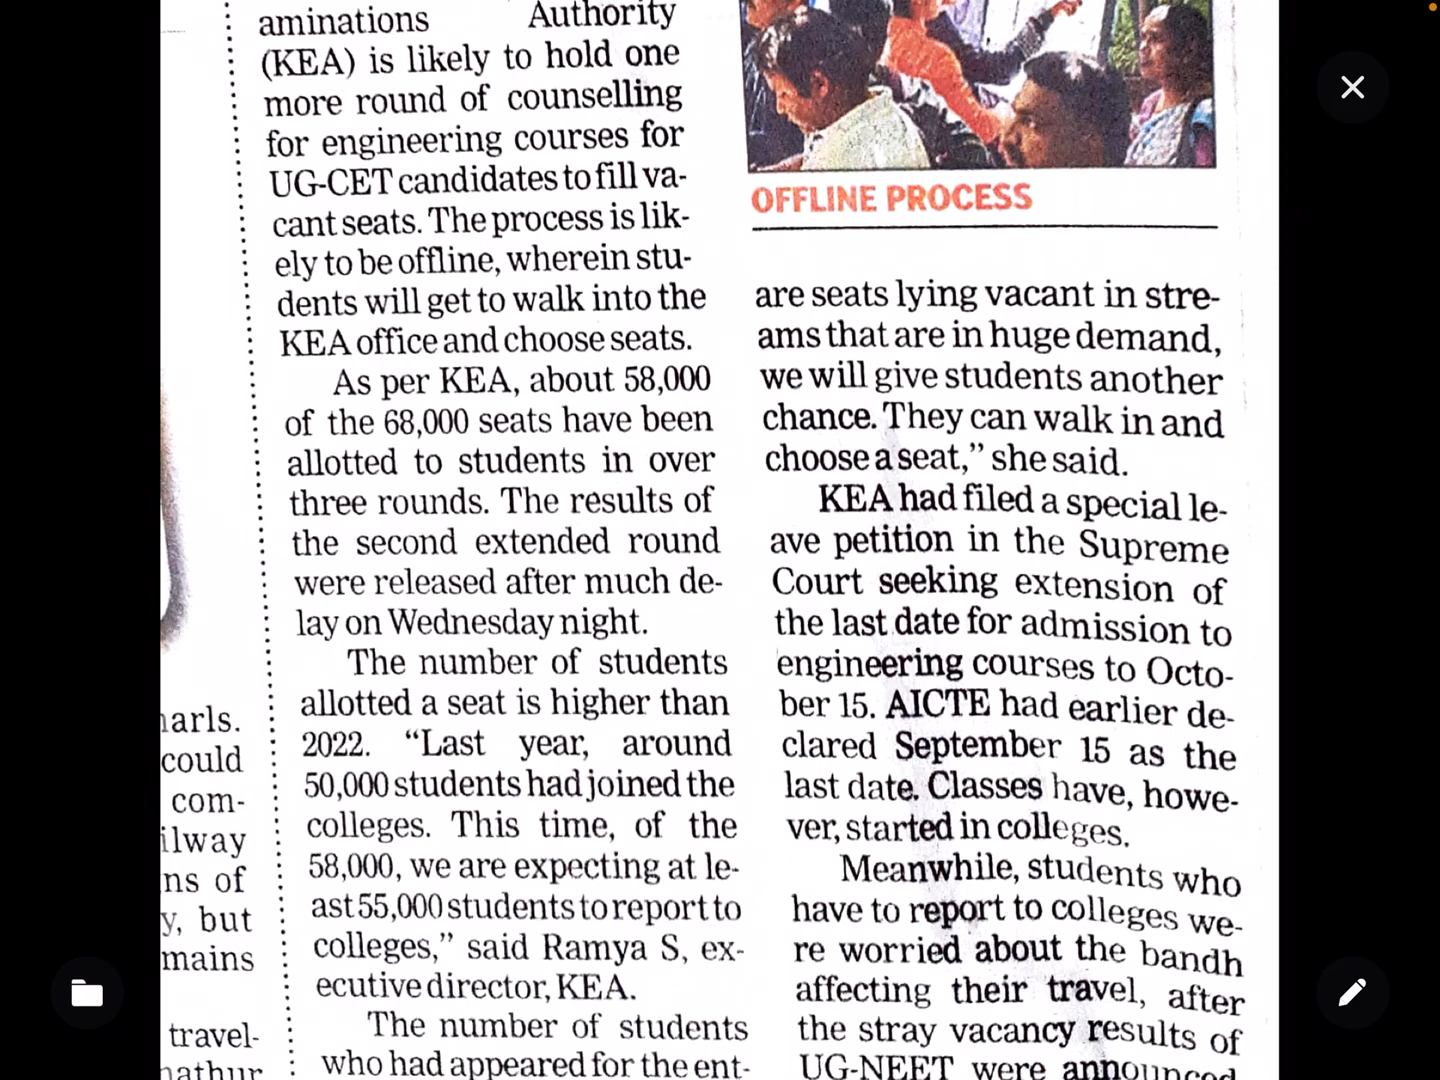 aminations Authority
(KEA) is likely to hold one
more round of counselling
for engineering courses for
UG-CET candidates to fill va-
cant seats. The process is lik-
ely to be offline, wherein stu-
dents will get to walk into the
KEA office and choose seats.
As per KEA, about 58,000
of the 68,000 seats have been
allotted to students in over
three rounds. The results of
the second extended round
were released after much de-
lay on Wednesday night.
The number of students
allotted a seat is higher than
2022. “Last year, around
50,000 students had joined the
colleges. This time, of the
58,000, we are expecting at le-
ast 55,000 students to report to
colleges,” said Ramya S, ex-
ecutive director, KEA.
The number of students
who had appeared for the ent-
OFFLINE PROCESS
are seats lying vacant in stre-
ams that are in huge demand,
we will give students another
chance. They can walk in and
choose a seat,” she said.
KEA had filed a special le-
ave petition in the Supreme
Court seeking extension of
the last date for admission to
engineering courses to Octo-
ber 15. AICTE had earlier de-
clared September 15 as the
last date. Classes have, howe-
ver, started in colleges.
Meanwhile, students who
have to report to colleges we-
re worried about the bandh
affecting their travel, after
the stray vacancy results of
UG-NEET were announced
could
com-
ns of
y, but
mains
travel-